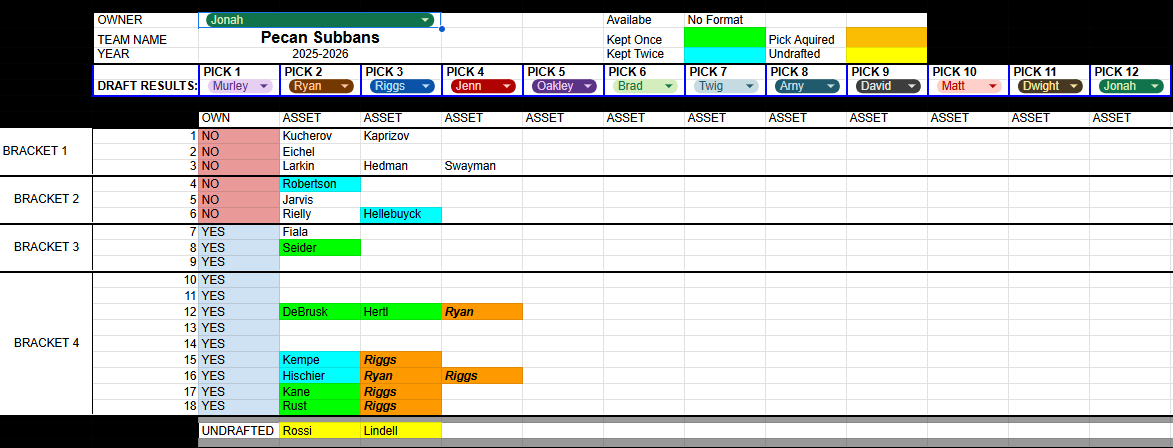 OWNER Jonah Availabe No Format
TEAM NAME Pecan Subbans Kept Once Pick Aquired
YEAR 2025-2026 Kept Twice Undrafted
PICK 1 PICK 2 PICK 3 PICK 4 PICK 5 PICK 6 PICK 7 PICK 8 PICK 9 PICK 10 PICK 11 PICK 12
DRAFT RESULTS: Murley Ryan Riggs Jenn Oakley Brad Twig Arny David Matt Dwight Jonah
OWN ASSET ASSET ASSET ASSET ASSET ASSET ASSET ASSET ASSET ASSET ASSET
BRACKET 1
1 NO Kucherov Kaprizov
2 NO Eichel
3 NO Larkin Hedman Swayman
BRACKET 2
4 NO Robertson
5 NO Jarvis
6 NO Rielly Hellebuyck
BRACKET 3
7 YES Fiala
8 YES Seider
9 YES
BRACKET 4
10 YES
11 YES
12 YES DeBrusk Hertl Ryan
13 YES
14 YES
15 YES Kempe Riggs
16 YES Hischier Ryan Riggs
17 YES Kane Riggs
18 YES Rust Riggs
UNDRAFTED Rossi Lindell